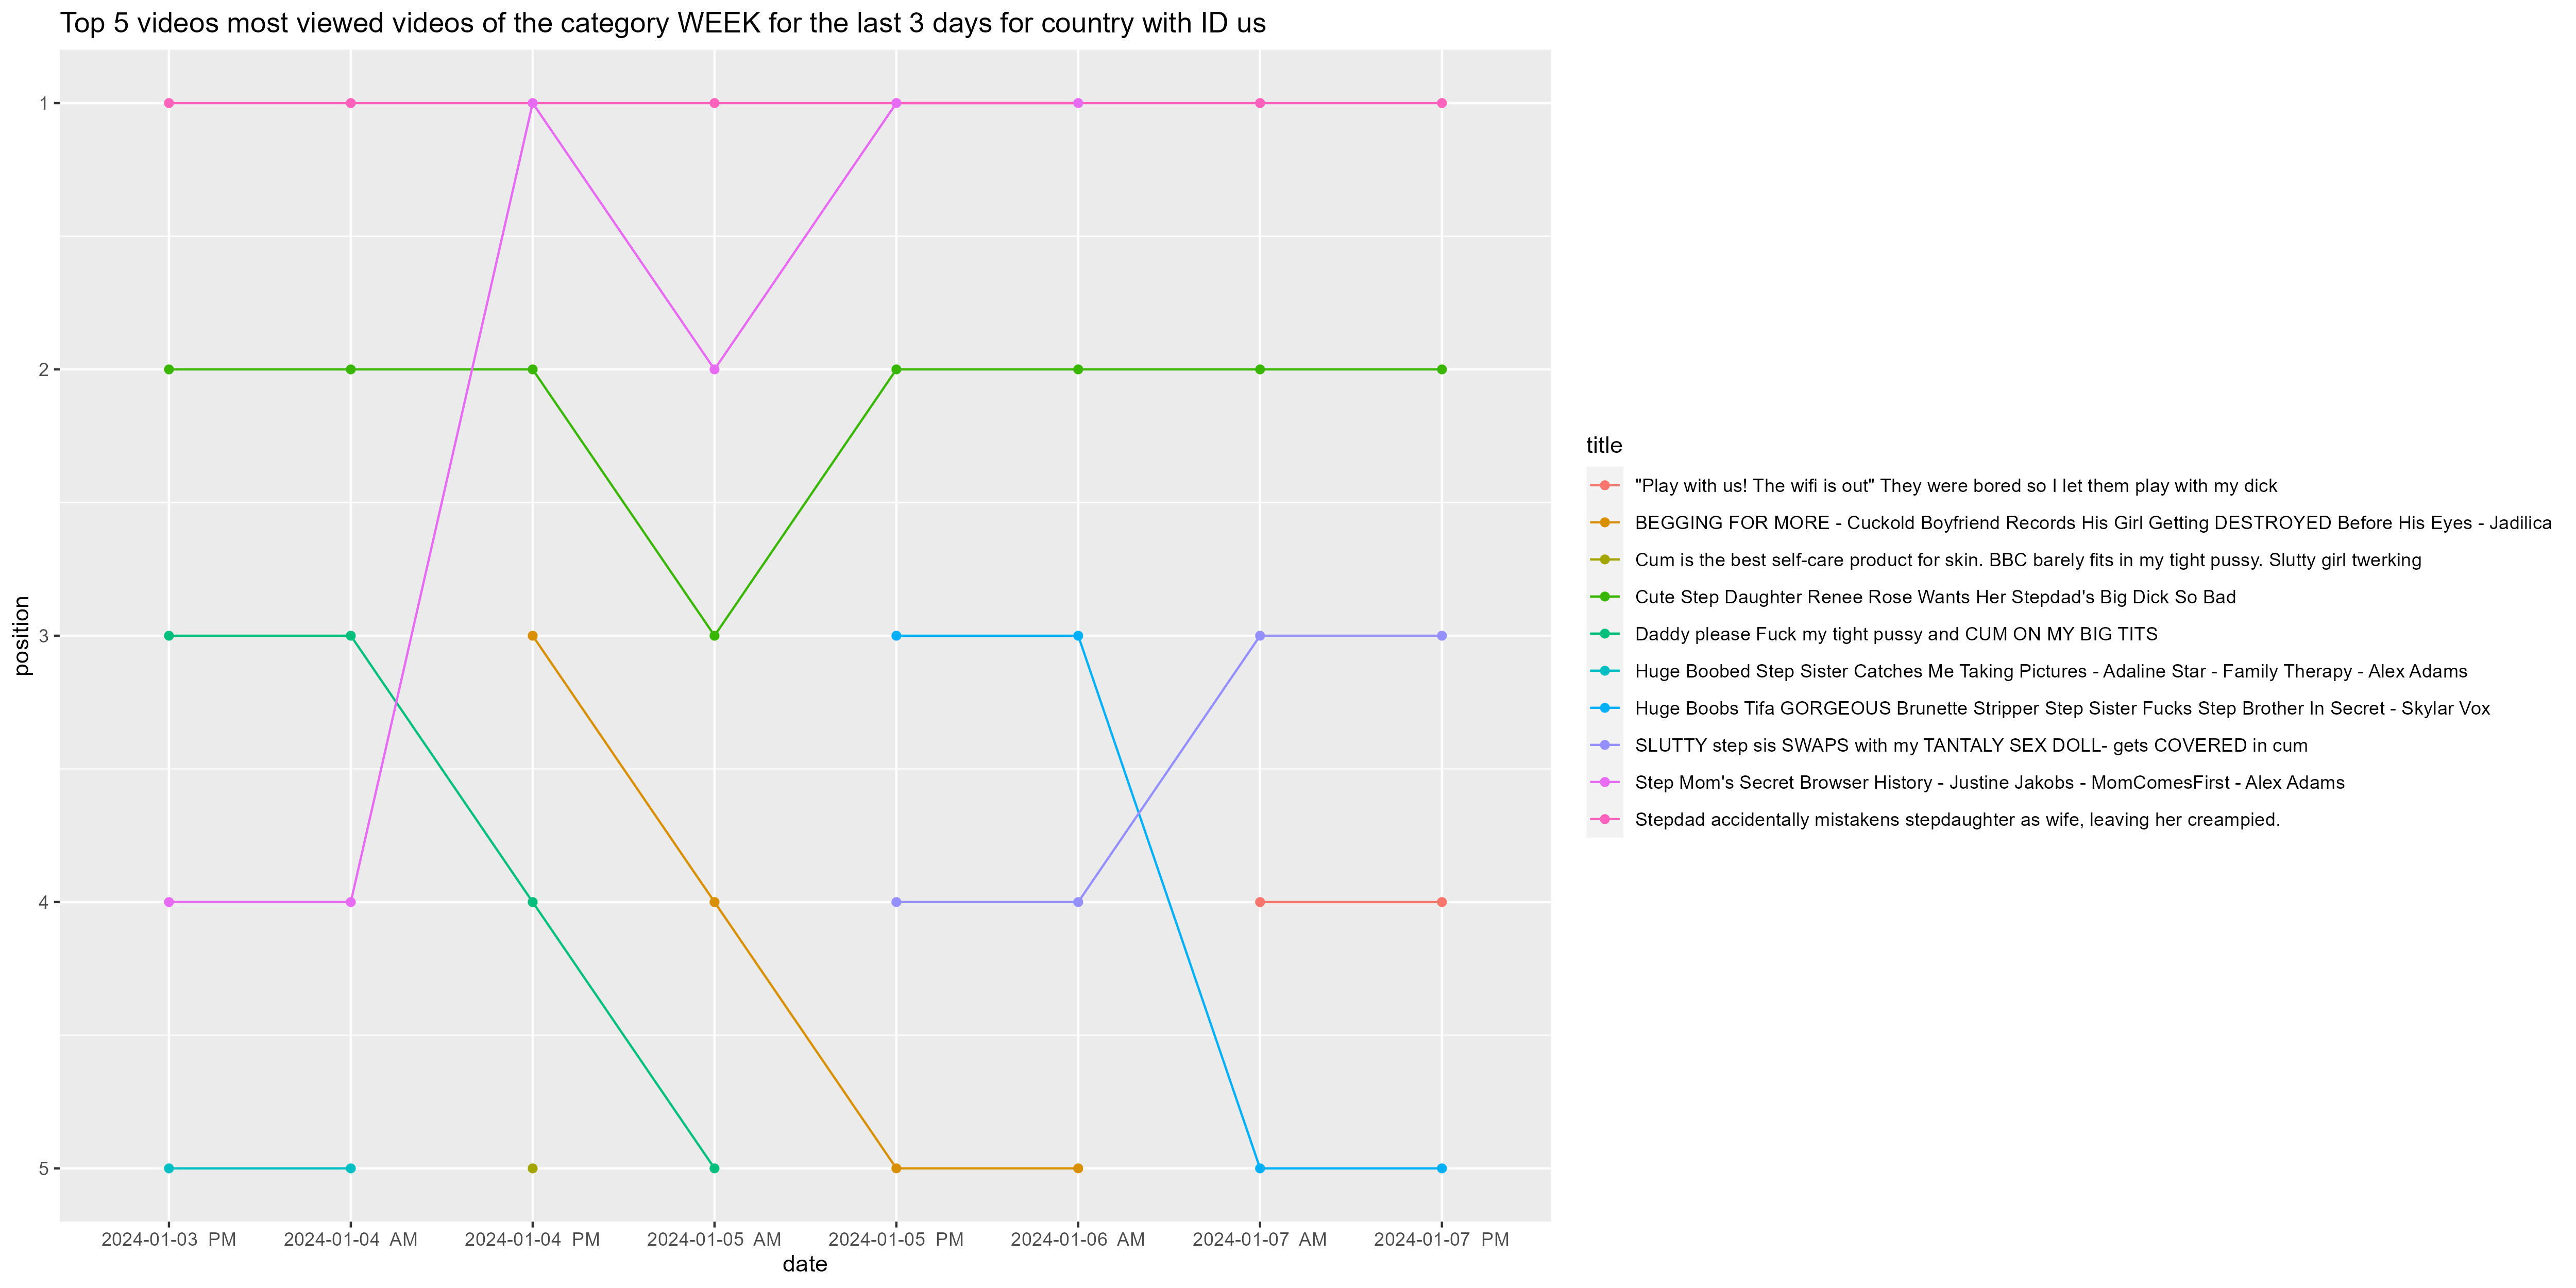 Top 5 videos most viewed videos of the category WEEK for the last 3 days for country with ID us
1
2
3
4
5
position
2024-01-03 PM
2024-01-04 AM
2024-01-04 PM
2024-01-05 AM
2024-01-05 PM
2024-01-06 AM
2024-01-07 AM
2024-01-07 PM
date
title
"Play with us! The wifi is out" They were bored so I let them play with my dick
BEGGING FOR MORE - Cuckold Boyfriend Records His Girl Getting DESTROYED Before His Eyes - Jadilica
Cum is the best self-care product for skin. BBC barely fits in my tight pussy. Slutty girl twerking
Cute Step Daughter Renee Rose Wants Her Stepdad's Big Dick So Bad
Daddy please Fuck my tight pussy and CUM ON MY BIG TITS
Huge Boobed Step Sister Catches Me Taking Pictures - Adaline Star - Family Therapy - Alex Adams
Huge Boobs Tifa GORGEOUS Brunette Stripper Step Sister Fucks Step Brother In Secret - Skylar Vox
SLUTTY step sis SWAPS with my TANTALY SEX DOLL- gets COVERED in cum
Step Mom's Secret Browser History - Justine Jakobs - MomComesFirst - Alex Adams
Stepdad accidentally mistakens stepdaughter as wife, leaving her creampied.